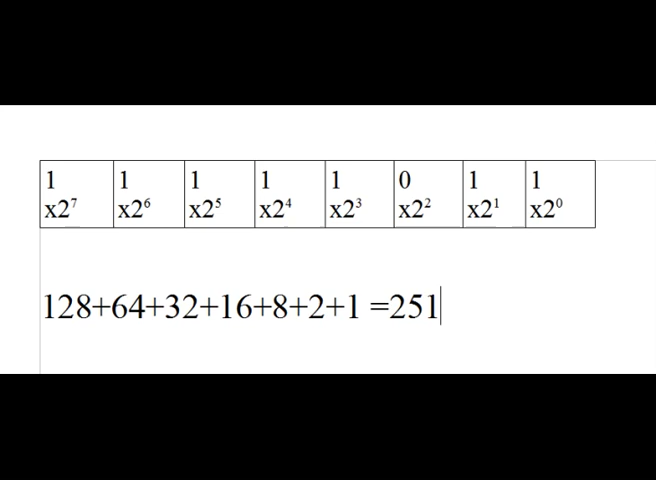 1 1 1 1 1 0 1 1
x2⁷ x2⁶ x2⁵ x2⁴ x2³ x2² x2¹ x2⁰
128+64+32+16+8+2+1 =251